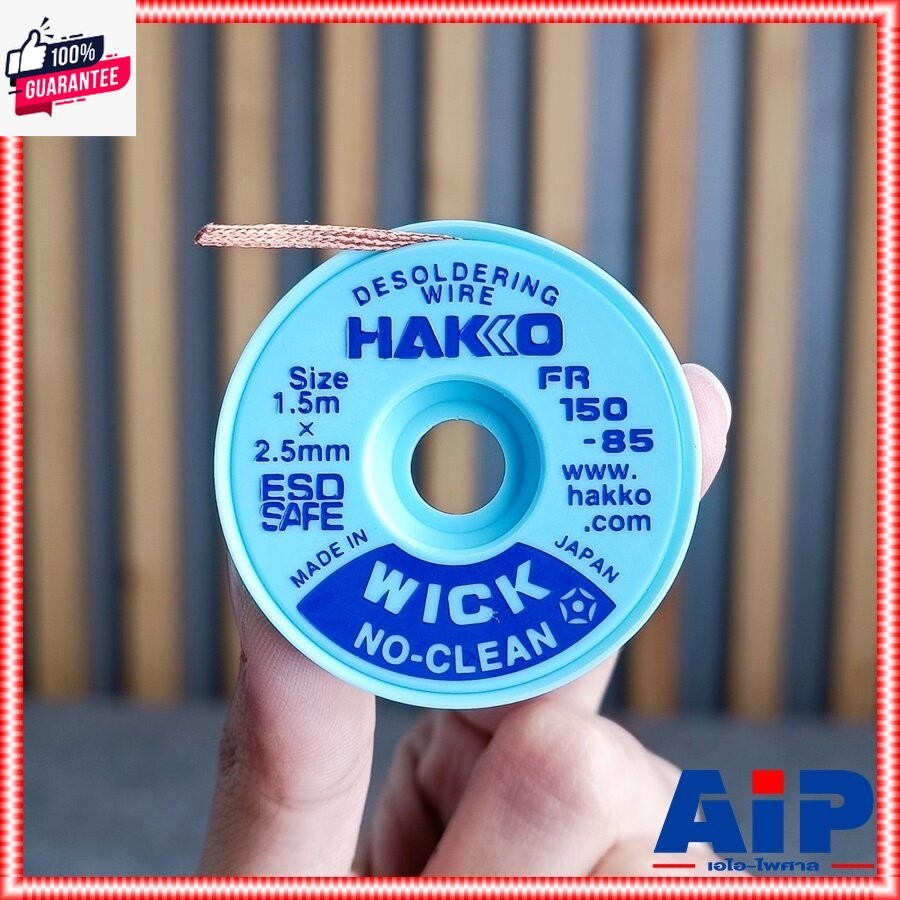 100%
GUARANTEE
DESOLDERING
WIRE
HAKKO
Size
1.5m
×
2.5mm
ESD
SAFE
FR
150
-85
www.
hakko
.com
MADE IN JAPAN
WICK
NO-CLEAN
AiP
เอไอ-ไพศาล